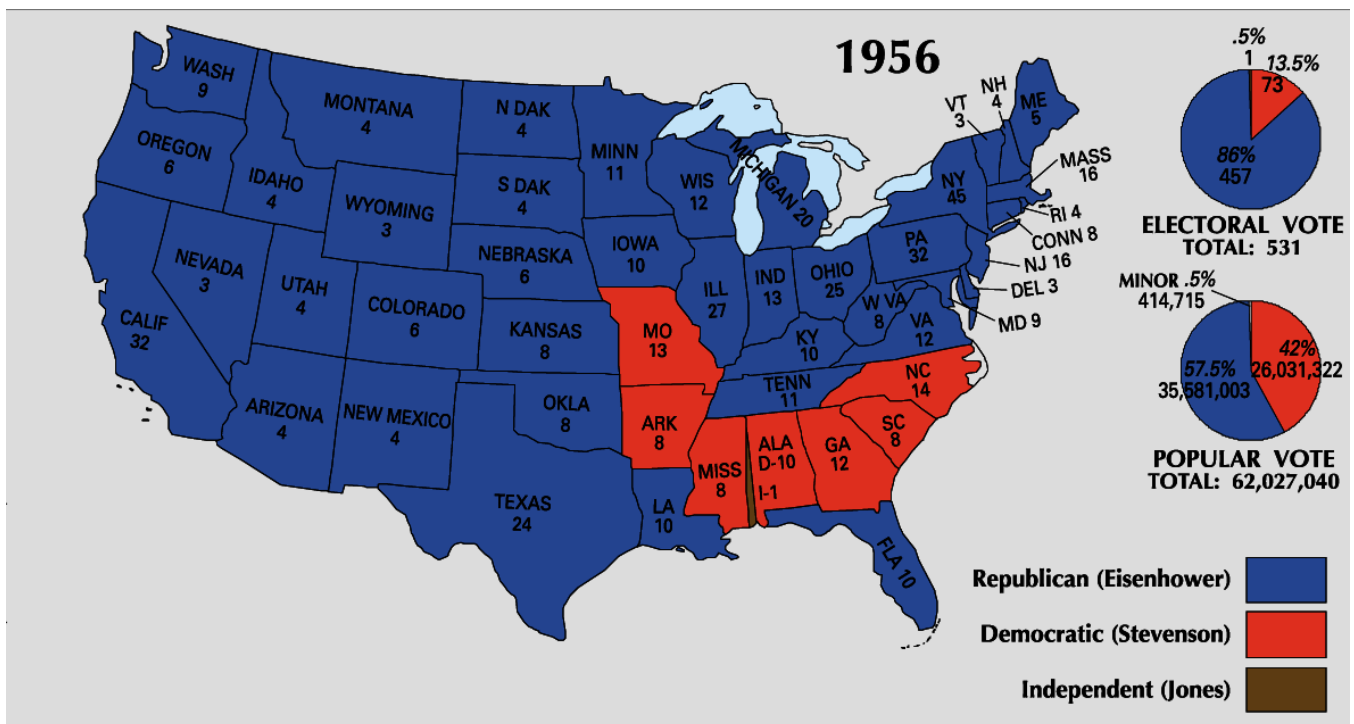 1956
WASH
9
MONTANA
4
N DAK
4
MINN
11
OREGON
6
IDAHO
4
WYOMING
3
S DAK
4
WIS
12
MICHIGAN 20
NEVADA
3
UTAH
4
COLORADO
6
NEBRASKA
6
IOWA
10
CALIF
32
KANSAS
8
MO
13
ILL
27
IND
13
OHIO
25
PA
32
NY
45
VT
3
NH
4
ME
5
MASS
16
RI 4
CONN 8
NJ 16
DEL 3
MD 9
W VA
8
VA
12
KY
10
TENN
11
NC
14
SC
8
ARIZONA
4
NEW MEXICO
4
OKLA
8
ARK
8
TEXAS
24
LA
10
MISS
8
ALA
D-10
I-1
GA
12
FLA 10
.5%
1
13.5%
73
86%
457
ELECTORAL VOTE
TOTAL: 531
MINOR .5%
414,715
42%
26,031,322
57.5%
35,581,003
POPULAR VOTE
TOTAL: 62,027,040
Republican (Eisenhower)
Democratic (Stevenson)
Independent (Jones)